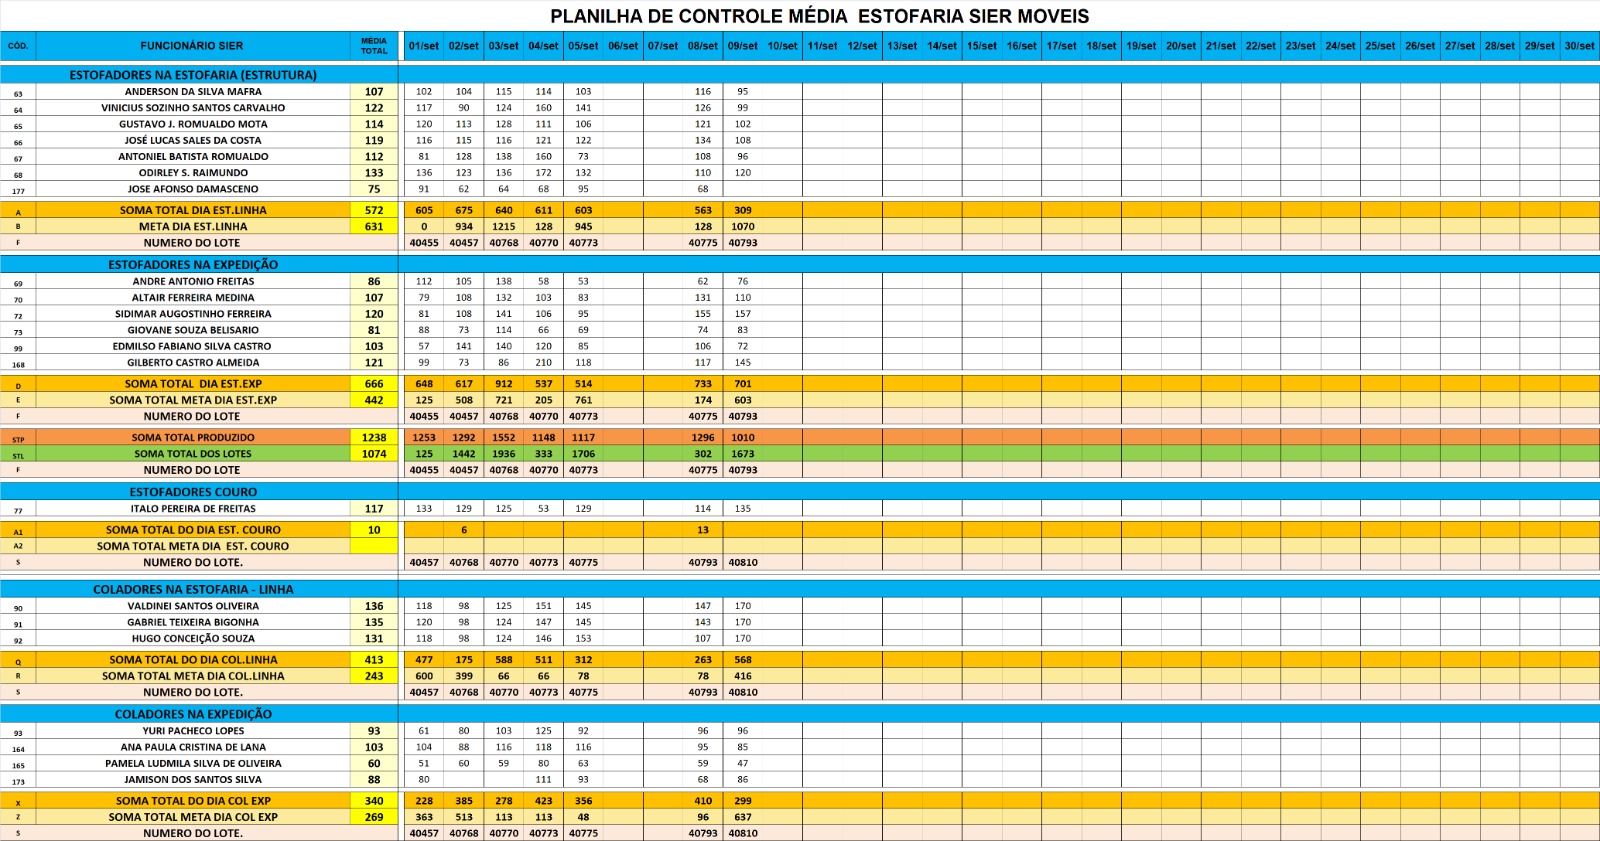 PLANILHA DE CONTROLE MÉDIA  ESTOFARIA SIER MOVEIS
CÓD. FUNCIONÁRIO SIER MÉDIA TOTAL 01/set 02/set 03/set 04/set 05/set 06/set 07/set 08/set 09/set 10/set 11/set 12/set 13/set 14/set 15/set 16/set 17/set 18/set 19/set 20/set 21/set 22/set 23/set 24/set 25/set 26/set 27/set 28/set 29/set 30/set
ESTOFADORES NA ESTOFARIA (ESTRUTURA)
63 ANDERSON DA SILVA MAFRA 107 102 104 115 114 103 116 95
64 VINICIUS SOZINHO SANTOS CARVALHO 122 117 90 124 160 141 126 99
65 GUSTAVO J. ROMUALDO MOTA 114 120 113 128 111 106 121 102
66 JOSÉ LUCAS SALES DA COSTA 119 116 115 116 121 122 134 108
67 ANTONIEL BATISTA ROMUALDO 112 81 128 138 160 73 108 96
68 ODIRLEY S. RAIMUNDO 133 136 123 136 172 132 110 120
177 JOSE AFONSO DAMASCENO 75 91 62 64 68 95 68
A SOMA TOTAL DIA EST.LINHA 572 605 675 640 611 603 563 309
B META DIA EST.LINHA 631 0 934 1215 128 945 128 1070
F NUMERO DO LOTE 40455 40457 40768 40770 40773 40775 40793
ESTOFADORES NA EXPEDIÇÃO
69 ANDRE ANTONIO FREITAS 86 112 105 138 58 53 62 76
70 ALTAIR FERREIRA MEDINA 107 79 108 132 103 83 131 110
72 SIDIMAR AUGOSTINHO FERREIRA 120 81 108 141 106 95 155 157
73 GIOVANE SOUZA BELISARIO 81 88 73 114 66 69 74 83
99 EDMILSO FABIANO SILVA CASTRO 103 57 141 140 120 85 106 72
168 GILBERTO CASTRO ALMEIDA 121 99 73 86 210 118 117 145
D SOMA TOTAL  DIA EST.EXP 666 648 617 912 537 514 733 701
E SOMA TOTAL META DIA EST.EXP 442 125 508 721 205 761 174 603
F NUMERO DO LOTE 40455 40457 40768 40770 40773 40775 40793
STP SOMA TOTAL PRODUZIDO 1238 1253 1292 1552 1148 1117 1296 1010
STL SOMA TOTAL DOS LOTES 1074 125 1442 1936 333 1706 302 1673
F NUMERO DO LOTE 40455 40457 40768 40770 40773 40775 40793
ESTOFADORES COURO
77 ITALO PEREIRA DE FREITAS 117 133 129 125 53 129 114 135
A1 SOMA TOTAL DO DIA EST. COURO 10 6 13
A2 SOMA TOTAL META DIA  EST. COURO
S NUMERO DO LOTE. 40457 40768 40770 40773 40775 40793 40810
COLADORES NA ESTOFARIA - LINHA
90 VALDINEI SANTOS OLIVEIRA 136 118 98 125 151 145 147 170
91 GABRIEL TEIXEIRA BIGONHA 135 120 98 124 147 145 143 170
92 HUGO CONCEIÇÃO SOUZA 131 118 98 124 146 153 107 170
Q SOMA TOTAL DO DIA COL.LINHA 413 477 175 588 511 312 263 568
R SOMA TOTAL META DIA COL.LINHA 243 600 399 66 66 78 78 416
S NUMERO DO LOTE. 40457 40768 40770 40773 40775 40793 40810
COLADORES NA EXPEDIÇÃO
93 YURI PACHECO LOPES 93 61 80 103 125 92 96 96
164 ANA PAULA CRISTINA DE LANA 103 104 88 116 118 116 95 85
165 PAMELA LUDMILA SILVA DE OLIVEIRA 60 51 60 59 80 63 59 47
173 JAMISON DOS SANTOS SILVA 88 80 111 93 68 86
X SOMA TOTAL DO DIA COL EXP 340 228 385 278 423 356 410 299
Z SOMA TOTAL META DIA COL EXP 269 363 513 113 113 48 96 637
S NUMERO DO LOTE. 40457 40768 40770 40773 40775 40793 40810